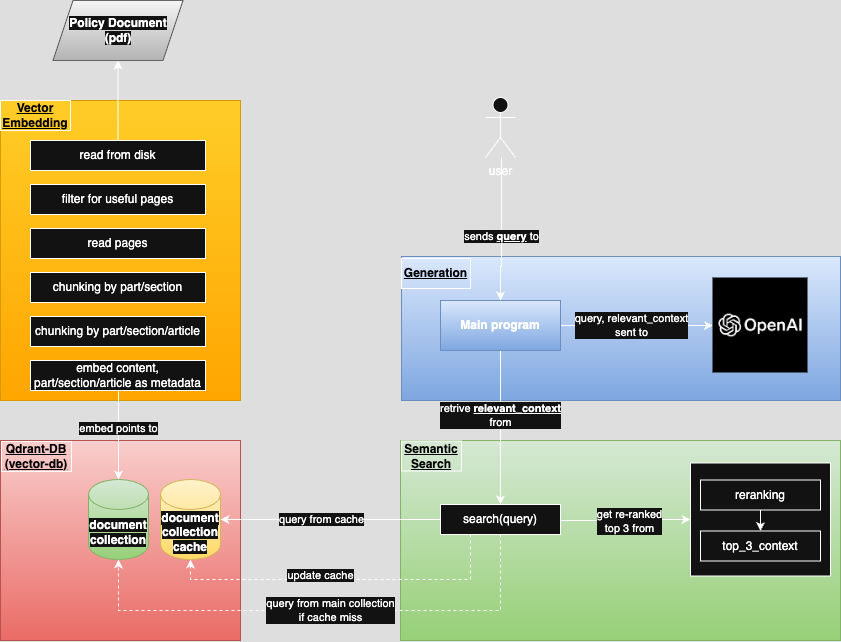 Policy Document
(pdf)
Vector
Embedding
read from disk
filter for useful pages
read pages
chunking by part/section
chunking by part/section/article
embed content,
part/section/article as metadata
embed points to
user
sends query to
Generation
Main program
query, relevant_context
sent to
OpenAI
retrive relevant_context
from
Qdrant-DB
(vector-db)
document
collection
document
collection
cache
query from cache
update cache
query from main collection
if cache miss
Semantic
Search
search(query)
get re-ranked
top 3 from
reranking
top_3_context